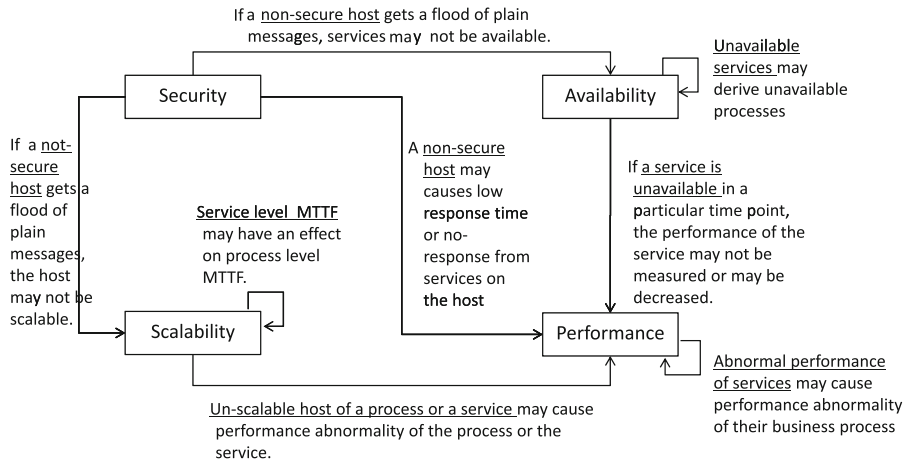 If a non-secure host gets a flood of plain
messages, services may not be available.
Security
Availability
Unavailable
services may
derive unavailable
processes
If a not-
secure
host gets a
flood of
plain
messages,
the host
may not be
scalable.
Service level MTTF
may have an effect
on process level
MTTF.
A non-secure
host may
causes low
response time
or no-
response from
services on
the host
If a service is
unavailable in a
particular time point,
the performance of the
service may not be
measured or may be
decreased.
Scalability
Performance
Abnormal performance
of services may cause
performance abnormality
of their business process
Un-scalable host of a process or a service may cause
performance abnormality of the process or the
service.